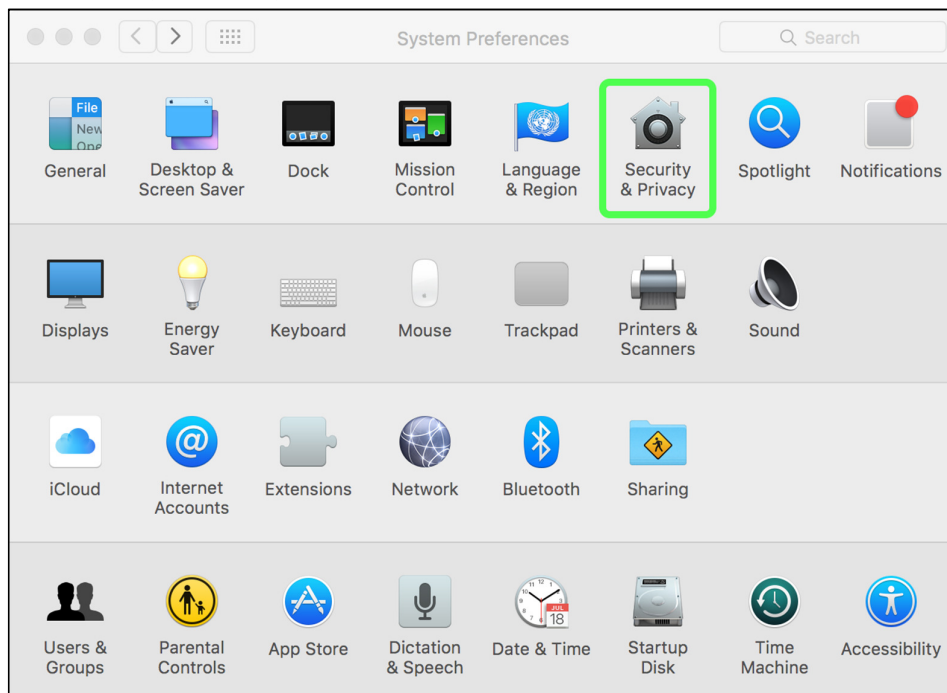 System Preferences
Search
File
New
Ope
General
Desktop &
Screen Saver
Dock
Mission
Control
Language
& Region
Security
& Privacy
Spotlight
Notifications
Displays
Energy
Saver
Keyboard
Mouse
Trackpad
Printers &
Scanners
Sound
iCloud
@
Internet
Accounts
Extensions
Network
Bluetooth
Sharing
Users &
Groups
Parental
Controls
App Store
Dictation
& Speech
JUL
18
Date & Time
Startup
Disk
Time
Machine
Accessibility